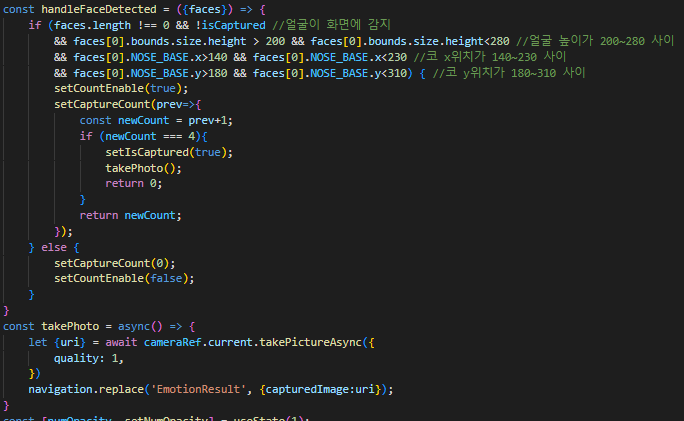 const handleFaceDetected = ({faces}) => {
    if (faces.length !== 0 && !isCaptured //얼굴이 화면에 감지
        && faces[0].bounds.size.height > 200 && faces[0].bounds.size.height<280 //얼굴 높이가 200~280 사이
        && faces[0].NOSE_BASE.x>140 && faces[0].NOSE_BASE.x<230 //코 x위치가 140~230 사이
        && faces[0].NOSE_BASE.y>180 && faces[0].NOSE_BASE.y<310) { //코 y위치가 180~310 사이
        setCountEnable(true);
        setCaptureCount(prev=>{
            const newCount = prev+1;
            if (newCount === 4){
                setIsCaptured(true);
                takePhoto();
                return 0;
            }
            return newCount;
        });
    } else {
        setCaptureCount(0);
        setCountEnable(false);
    }
}
const takePhoto = async() => {
    let {uri} = await cameraRef.current.takePictureAsync({
        quality: 1,
    })
    navigation.replace('EmotionResult', {capturedImage:uri});
}
const [numOpacity, setNumOpacity] = useState(1);